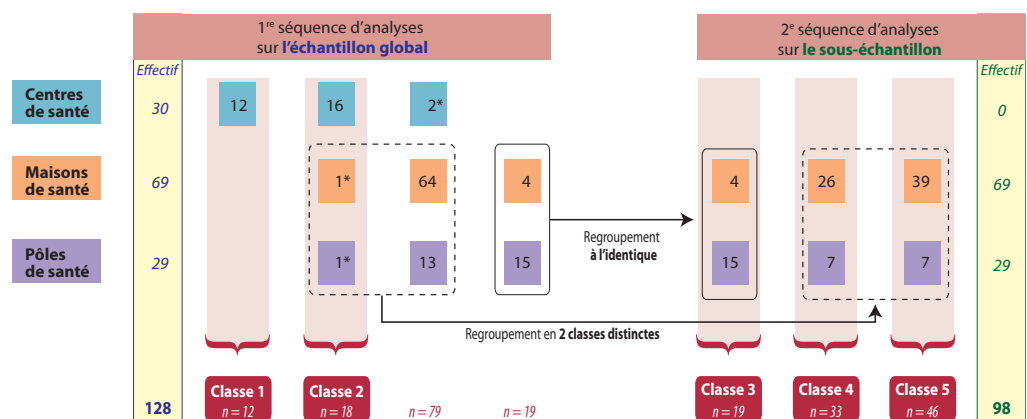 1re séquence d'analyses
sur l'échantillon global
2e séquence d'analyses
sur le sous-échantillon
Effectif
Effectif
Centres
de santé
30
12
16
2*
0
Maisons
de santé
69
1*
64
4
4
26
39
69
Regroupement
à l'identique
Pôles
de santé
29
1*
13
15
15
7
7
29
Regroupement en 2 classes distinctes
128
Classe 1
n = 12
Classe 2
n = 18
n = 79
n = 19
Classe 3
n = 19
Classe 4
n = 33
Classe 5
n = 46
98